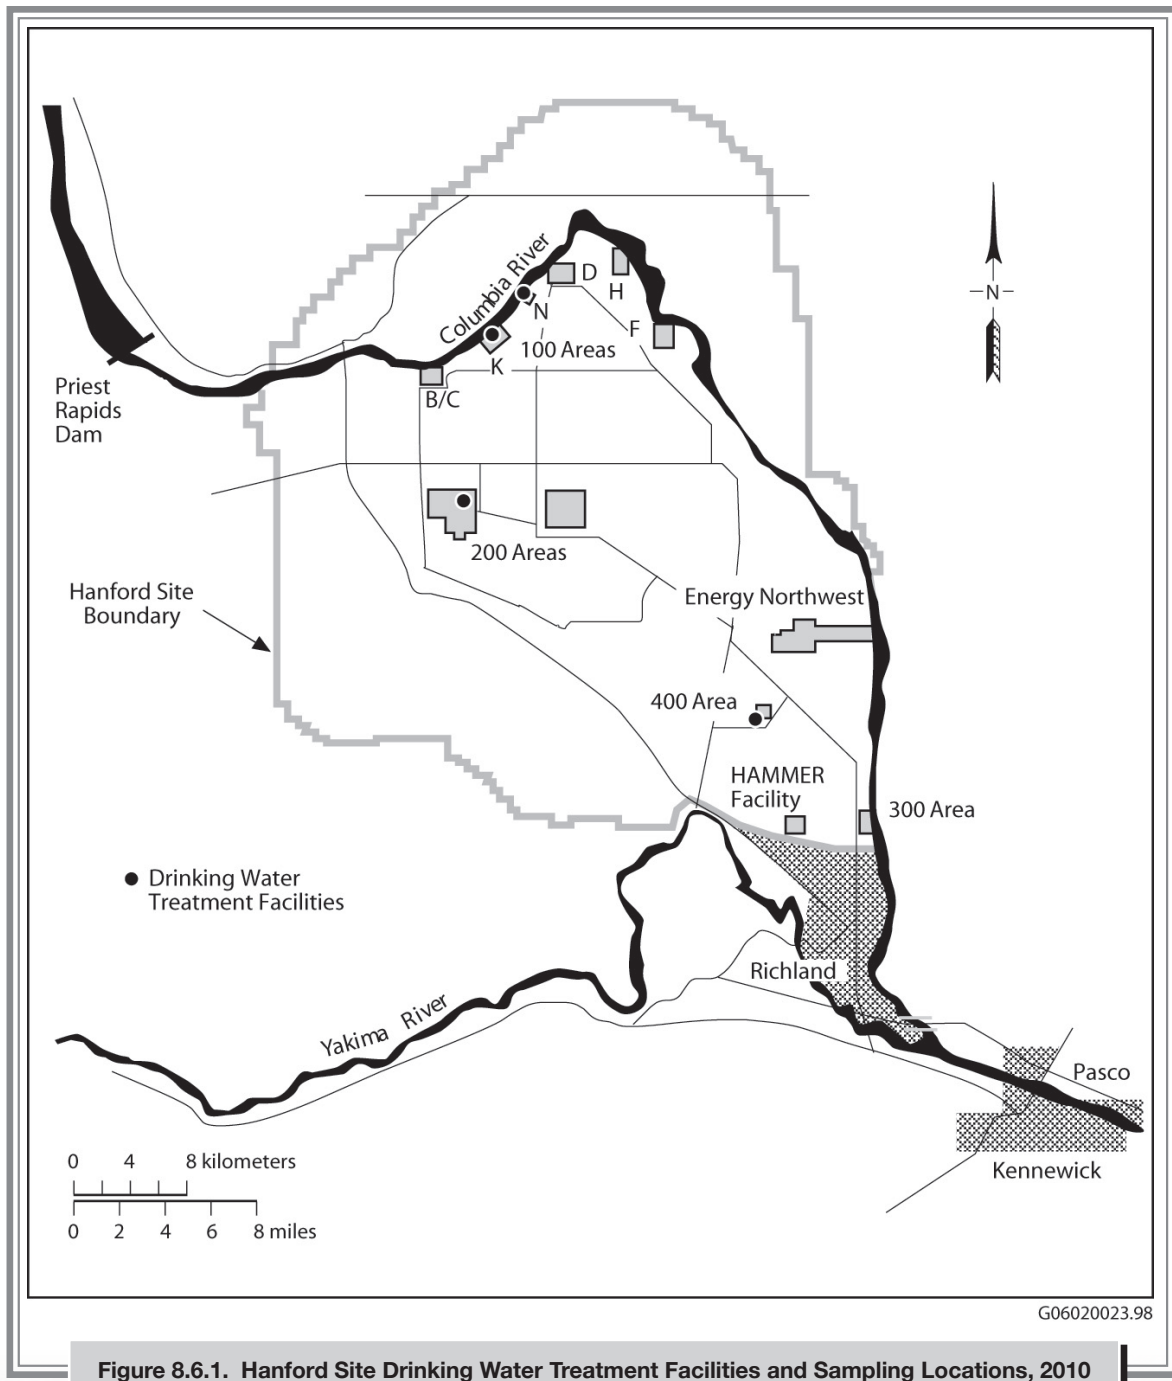 Columbia River
D
H
N
F
K
100 Areas
B/C
N
Priest
Rapids
Dam
200 Areas
Hanford Site
Boundary
Energy Northwest
400 Area
HAMMER
Facility
300 Area
Drinking Water
Treatment Facilities
Richland
Yakima River
Pasco
Kennewick
0 4 8 kilometers
0 2 4 6 8 miles
G06020023.98
Figure 8.6.1. Hanford Site Drinking Water Treatment Facilities and Sampling Locations, 2010